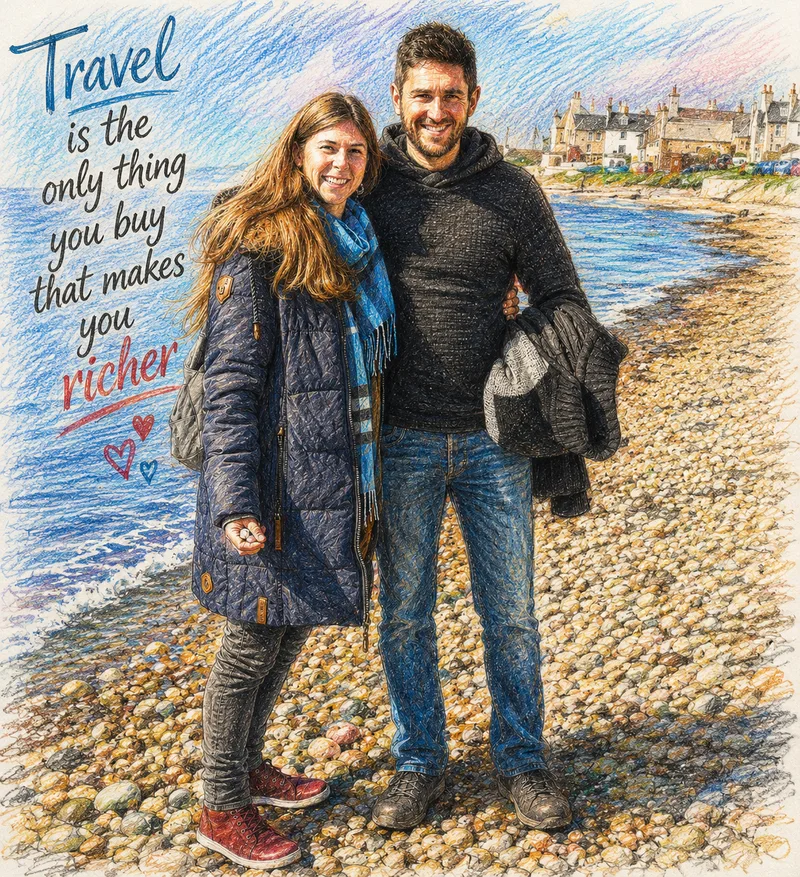 Travel
is the
only thing
you buy
that makes
you
richer